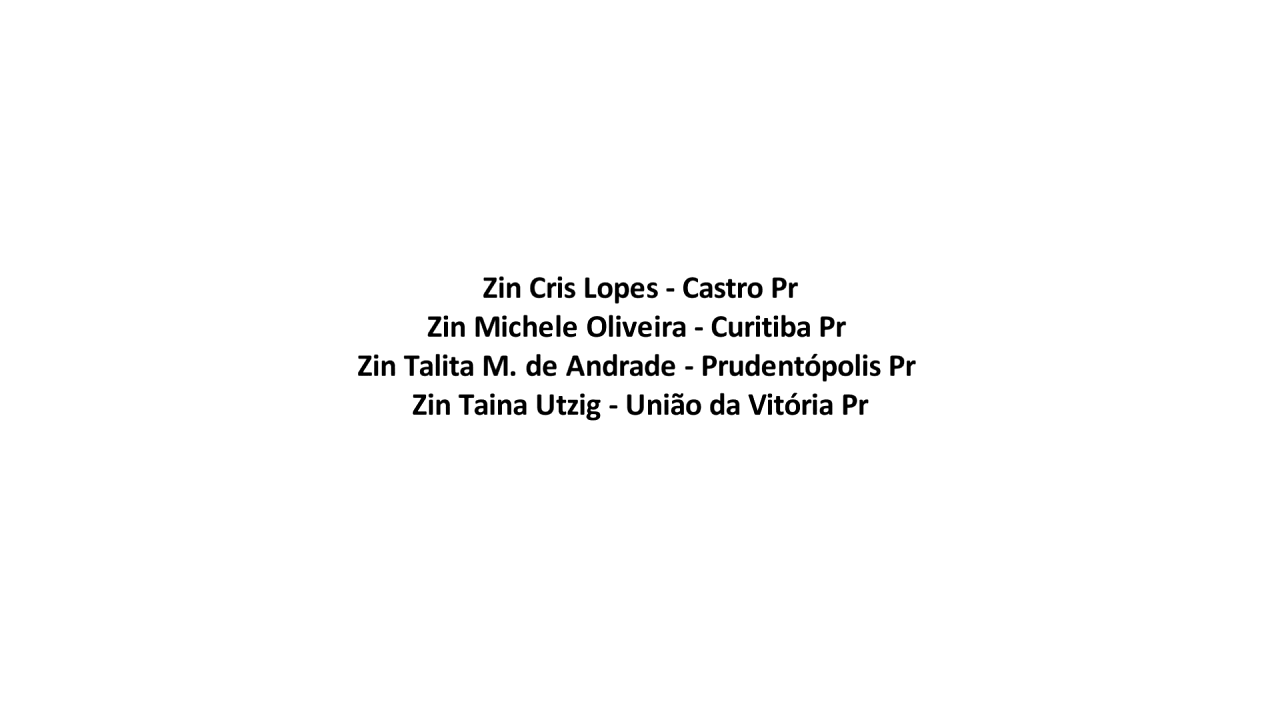 Zin Cris Lopes - Castro Pr
Zin Michele Oliveira - Curitiba Pr
Zin Talita M. de Andrade - Prudentópolis Pr
Zin Taina Utzig - União da Vitória Pr